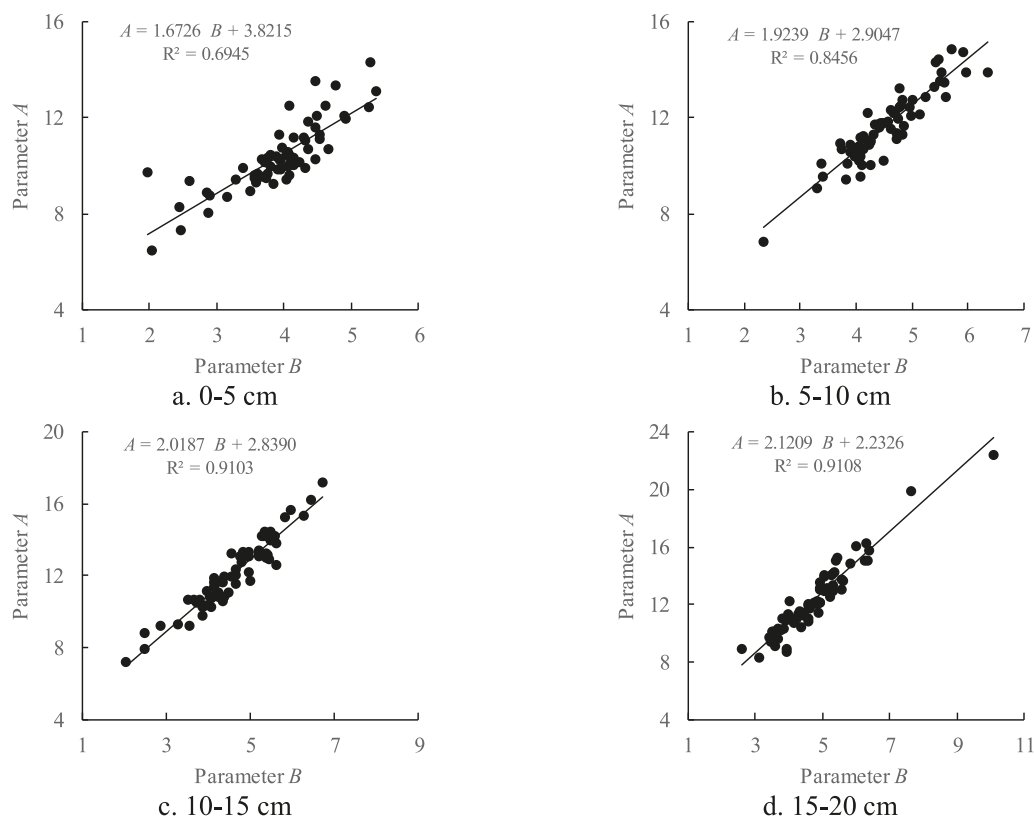 16
A = 1.6726 B + 3.8215
R² = 0.6945
12
8
4
Parameter A
1 2 3 4 5 6
Parameter B
a. 0-5 cm
16
A = 1.9239 B + 2.9047
R² = 0.8456
12
8
4
Parameter A
1 2 3 4 5 6 7
Parameter B
b. 5-10 cm
20
A = 2.0187 B + 2.8390
R² = 0.9103
16
12
8
4
Parameter A
1 3 5 7 9
Parameter B
c. 10-15 cm
24
A = 2.1209 B + 2.2326
R² = 0.9108
20
16
12
8
4
Parameter A
1 3 5 7 9 11
Parameter B
d. 15-20 cm